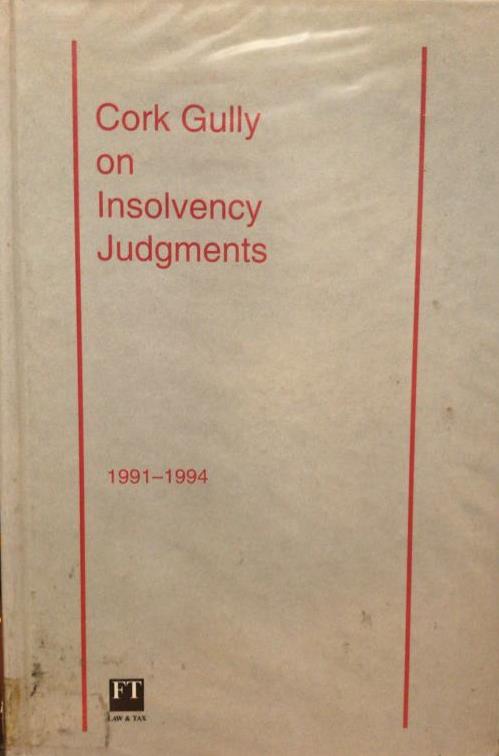 Cork Gully
on
Insolvency
Judgments
1991–1994
FT
LAW & TAX